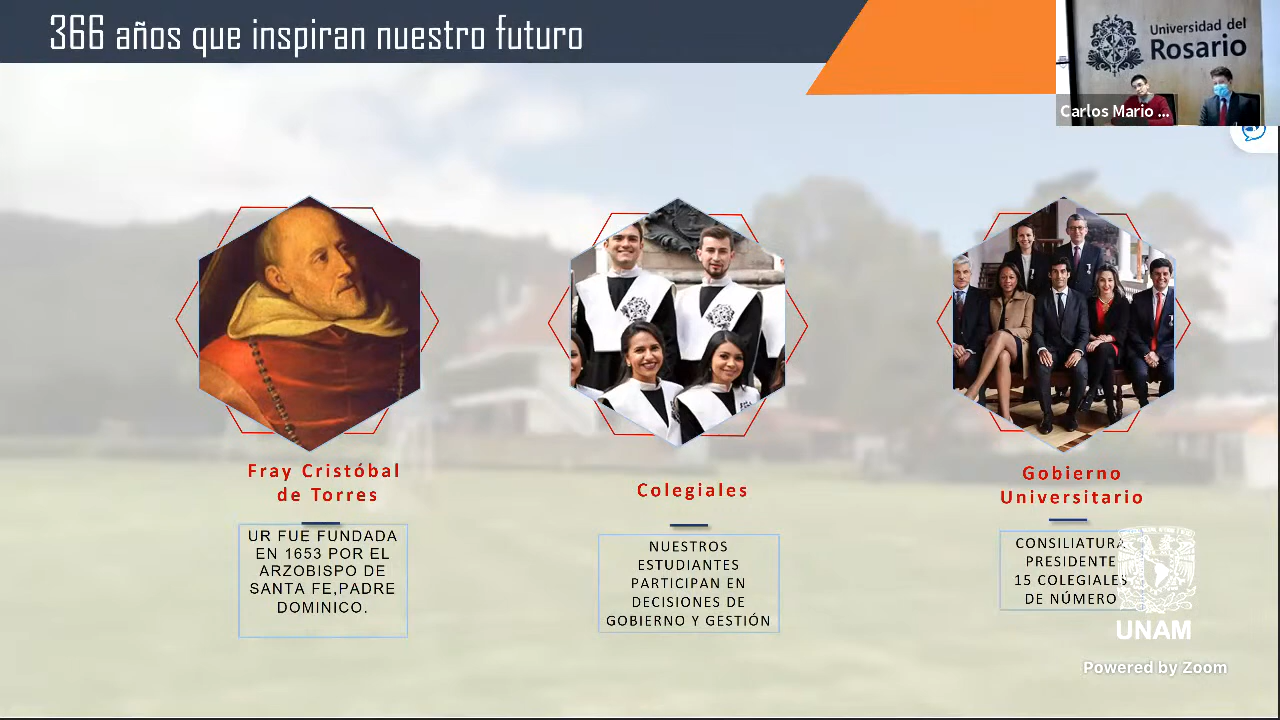 366 años que inspiran nuestro futuro
Universidad del
Rosario
Carlos Mario ...
Fray Cristóbal
de Torres
UR FUE FUNDADA
EN 1653 POR EL
ARZOBISPO DE
SANTA FE,PADRE
DOMINICO.
Colegiales
NUESTROS
ESTUDIANTES
PARTICIPAN EN
DECISIONES DE
GOBIERNO Y GESTIÓN
Gobierno
Universitario
CONSILIATURA
PRESIDENTE
15 COLEGIALES
DE NÚMERO
UNAM
Powered by Zoom